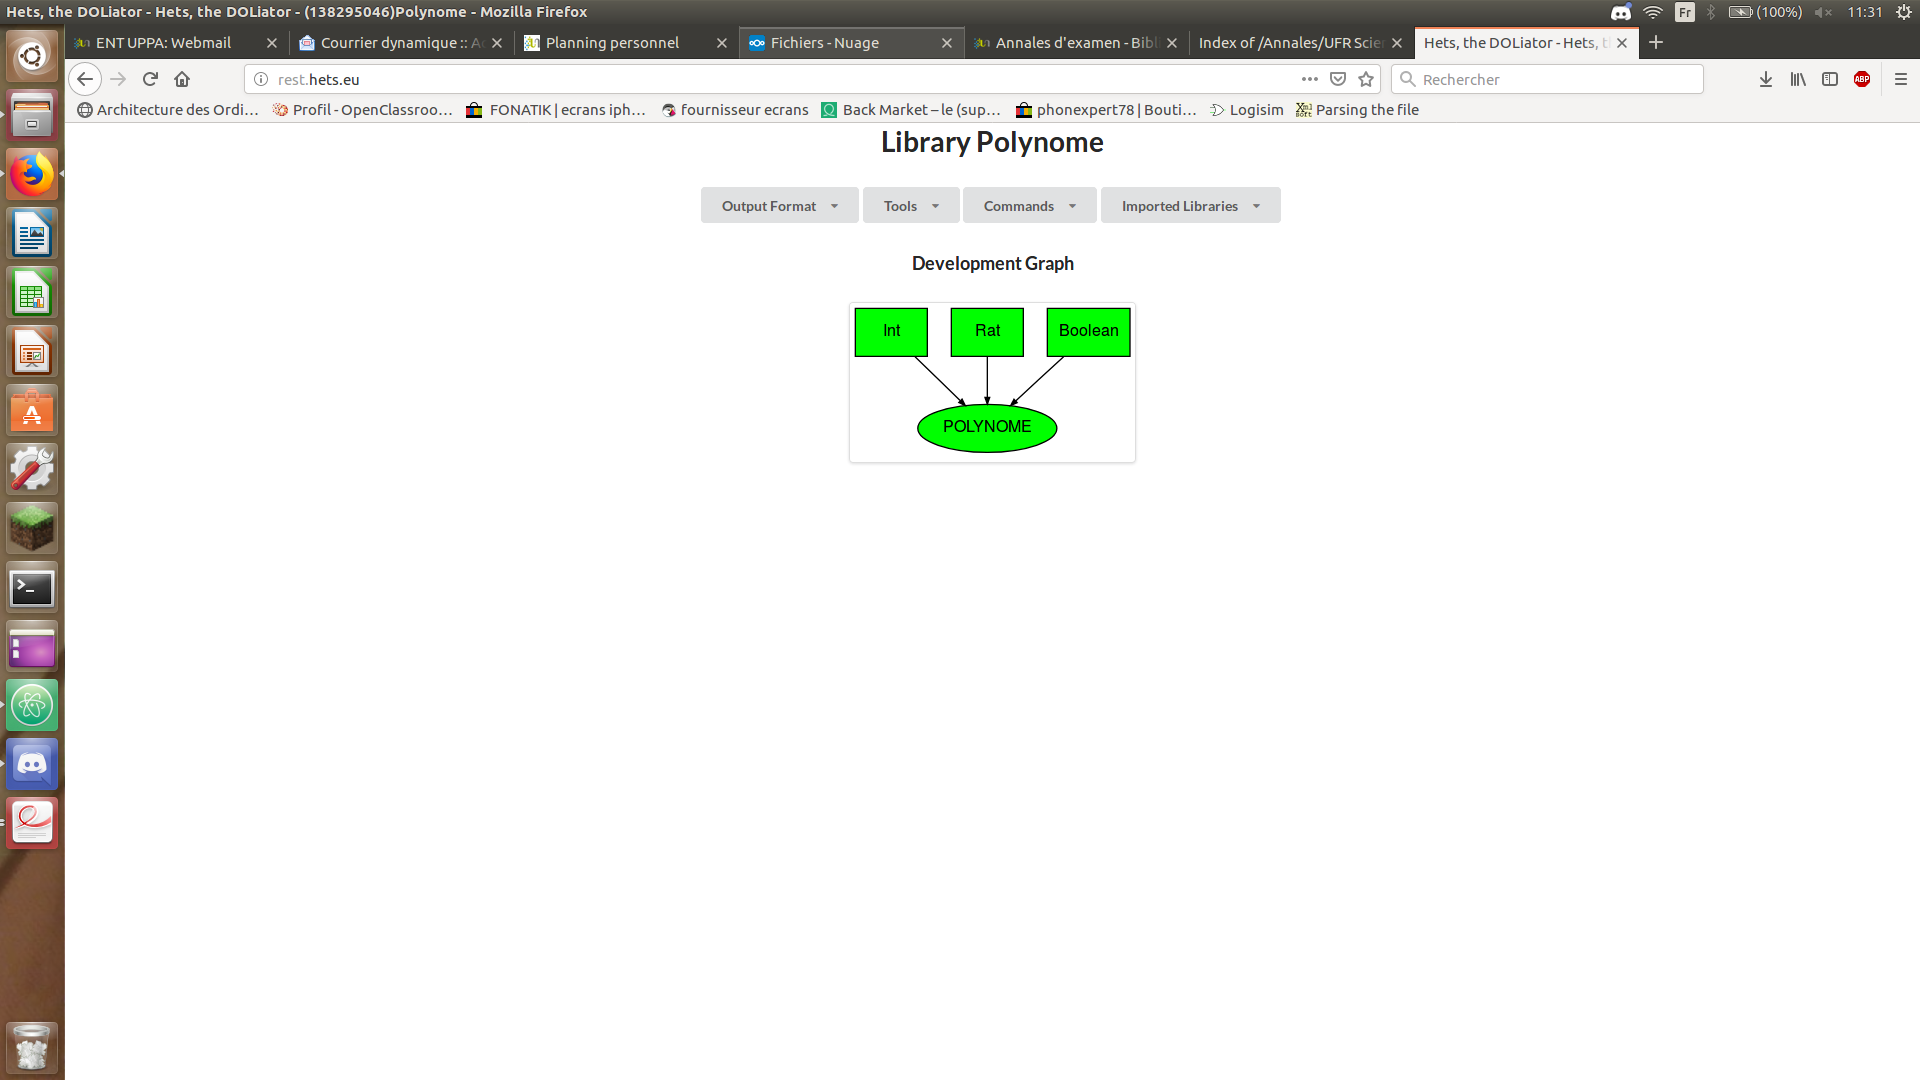 Hets, the DOLiator - Hets, the DOLiator - (138295046)Polynome - Mozilla Firefox
Fr
(100%)
11:31
ENT UPPA: Webmail
Courrier dynamique :: Ac
Planning personnel
Fichiers - Nuage
Annales d'examen - Bibl
Index of /Annales/UFR Scien
Hets, the DOLiator - Hets, t
rest.hets.eu
Rechercher
ABP
Architecture des Ordi…
Profil - OpenClassroo…
FONATIK | ecrans iph…
fournisseur ecrans
Back Market – le (sup…
phonexpert78 | Bouti…
Logisim
Parsing the file
Library Polynome
Output Format
Tools
Commands
Imported Libraries
Development Graph
Int
Rat
Boolean
POLYNOME